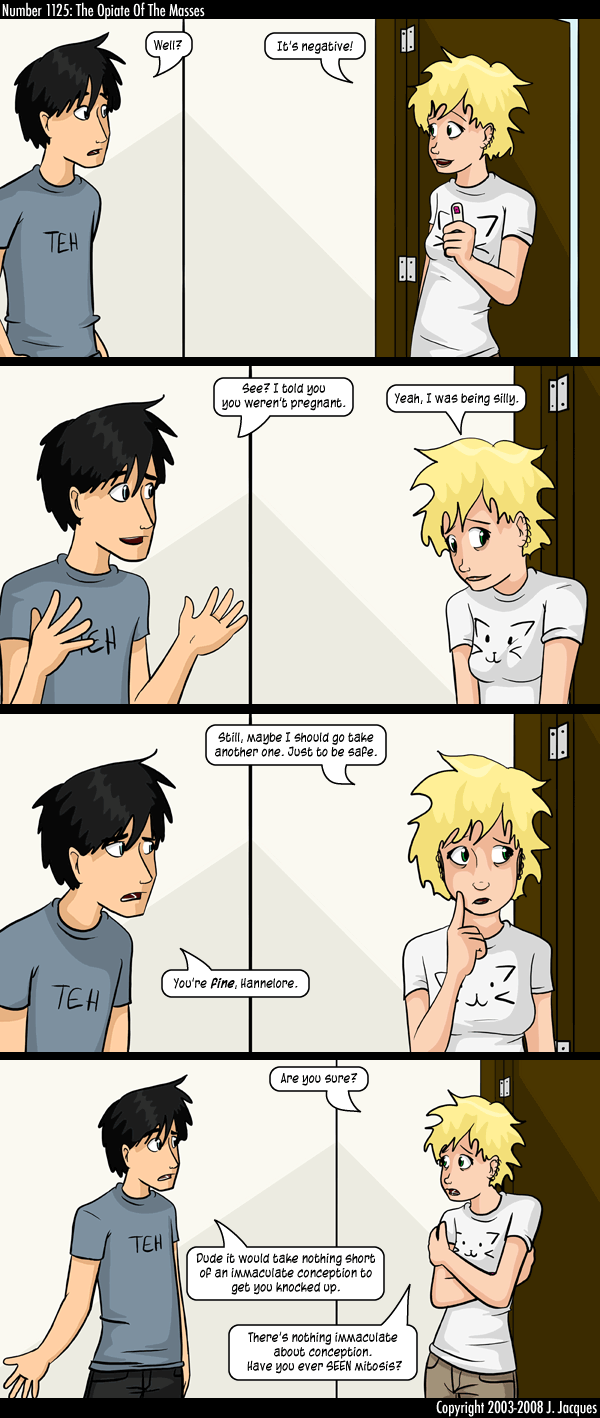 Number 1125: The Opiate Of The Masses
Well?
It's negative!
TEH
See? I told you
you weren't pregnant.
Yeah, I was being silly.
TEH
Still, maybe I should go take
another one. Just to be safe.
You're fine, Hannelore.
TEH
Are you sure?
TEH
Dude it would take nothing short
of an immaculate conception to
get you knocked up.
There's nothing immaculate
about conception.
Have you ever SEEN mitosis?
Copyright 2003-2008 J. Jacques